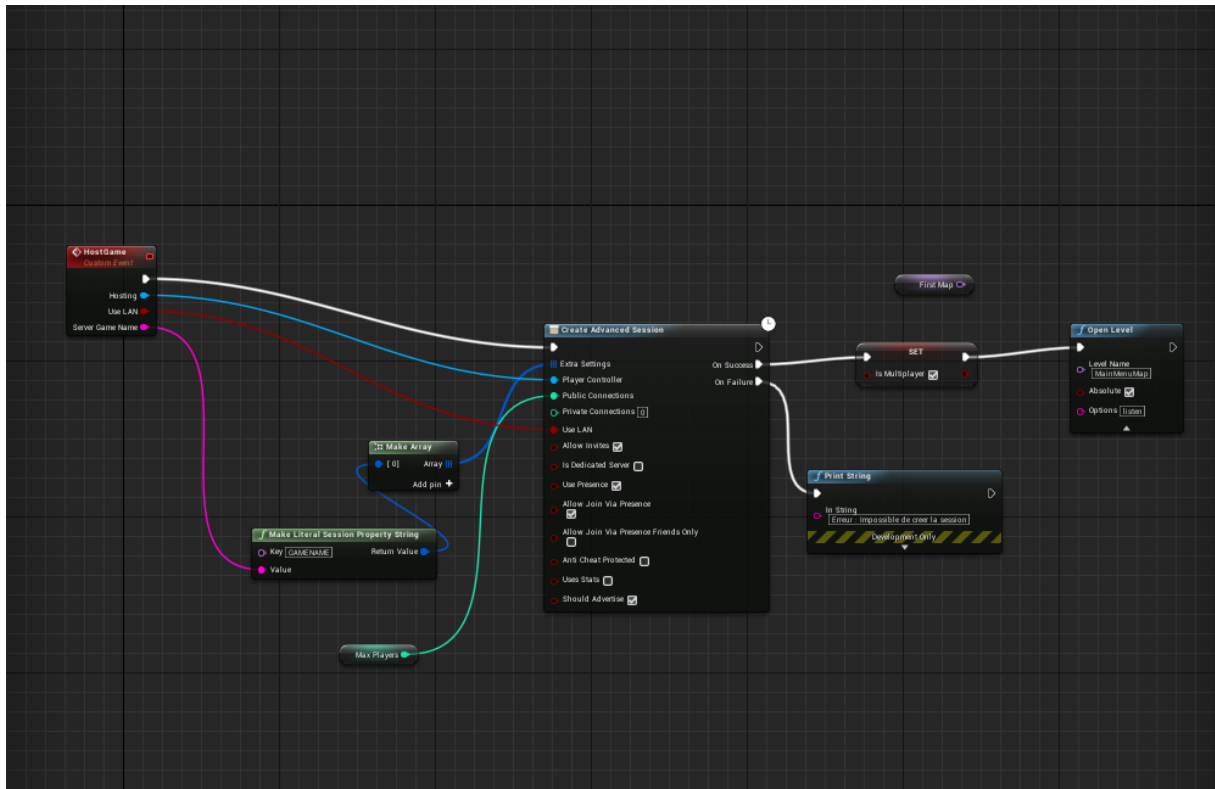 HostGame
Custom Event
Hosting
Use LAN
Server Game Name
Make Array
[0] Array
Add pin
Make Literal Session Property String
Key GAMENAME Return Value
Value
Max Players
Create Advanced Session
Extra Settings On Success
Player Controller On Failure
Public Connections
Private Connections 0
Use LAN
Allow Invites
Is Dedicated Server
Use Presence
Allow Join Via Presence
Allow Join Via Presence Friends Only
Anti Cheat Protected
Uses Stats
Should Advertise
First Map
SET
Is Multiplayer
Print String
In String
Erreur : Impossible de creer la session
Development Only
Open Level
Level Name
MainMenuMap
Absolute
Options listen